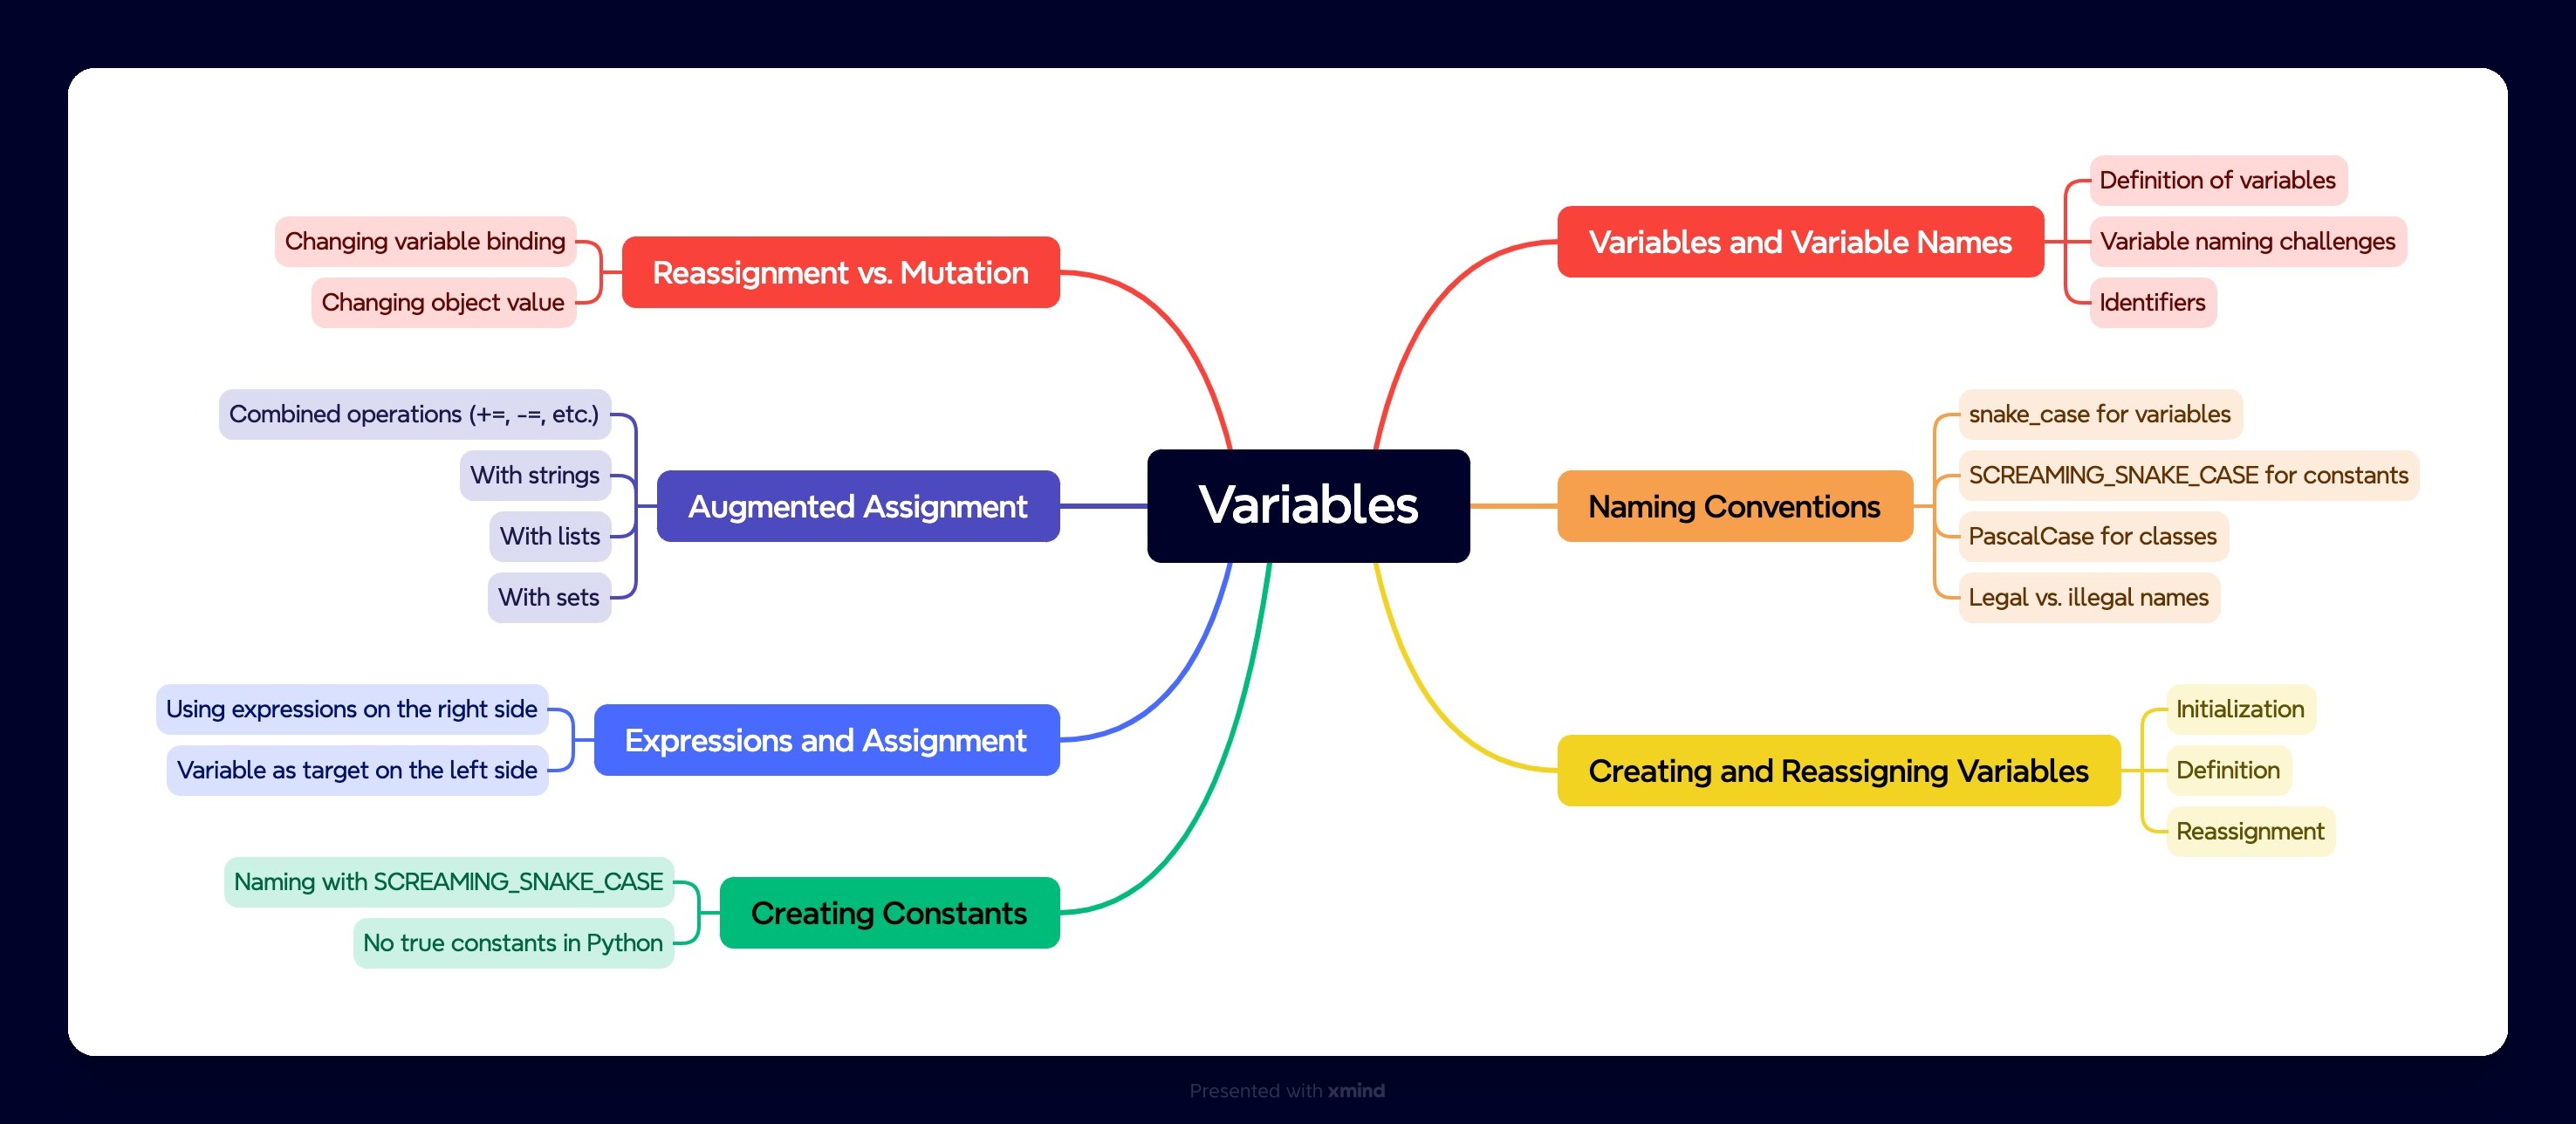 Variables
Variables and Variable Names
Definition of variables
Variable naming challenges
Identifiers
Naming Conventions
snake_case for variables
SCREAMING_SNAKE_CASE for constants
PascalCase for classes
Legal vs. illegal names
Creating and Reassigning Variables
Initialization
Definition
Reassignment
Reassignment vs. Mutation
Changing variable binding
Changing object value
Augmented Assignment
Combined operations (+=, -=, etc.)
With strings
With lists
With sets
Expressions and Assignment
Using expressions on the right side
Variable as target on the left side
Creating Constants
Naming with SCREAMING_SNAKE_CASE
No true constants in Python
Presented with xmind